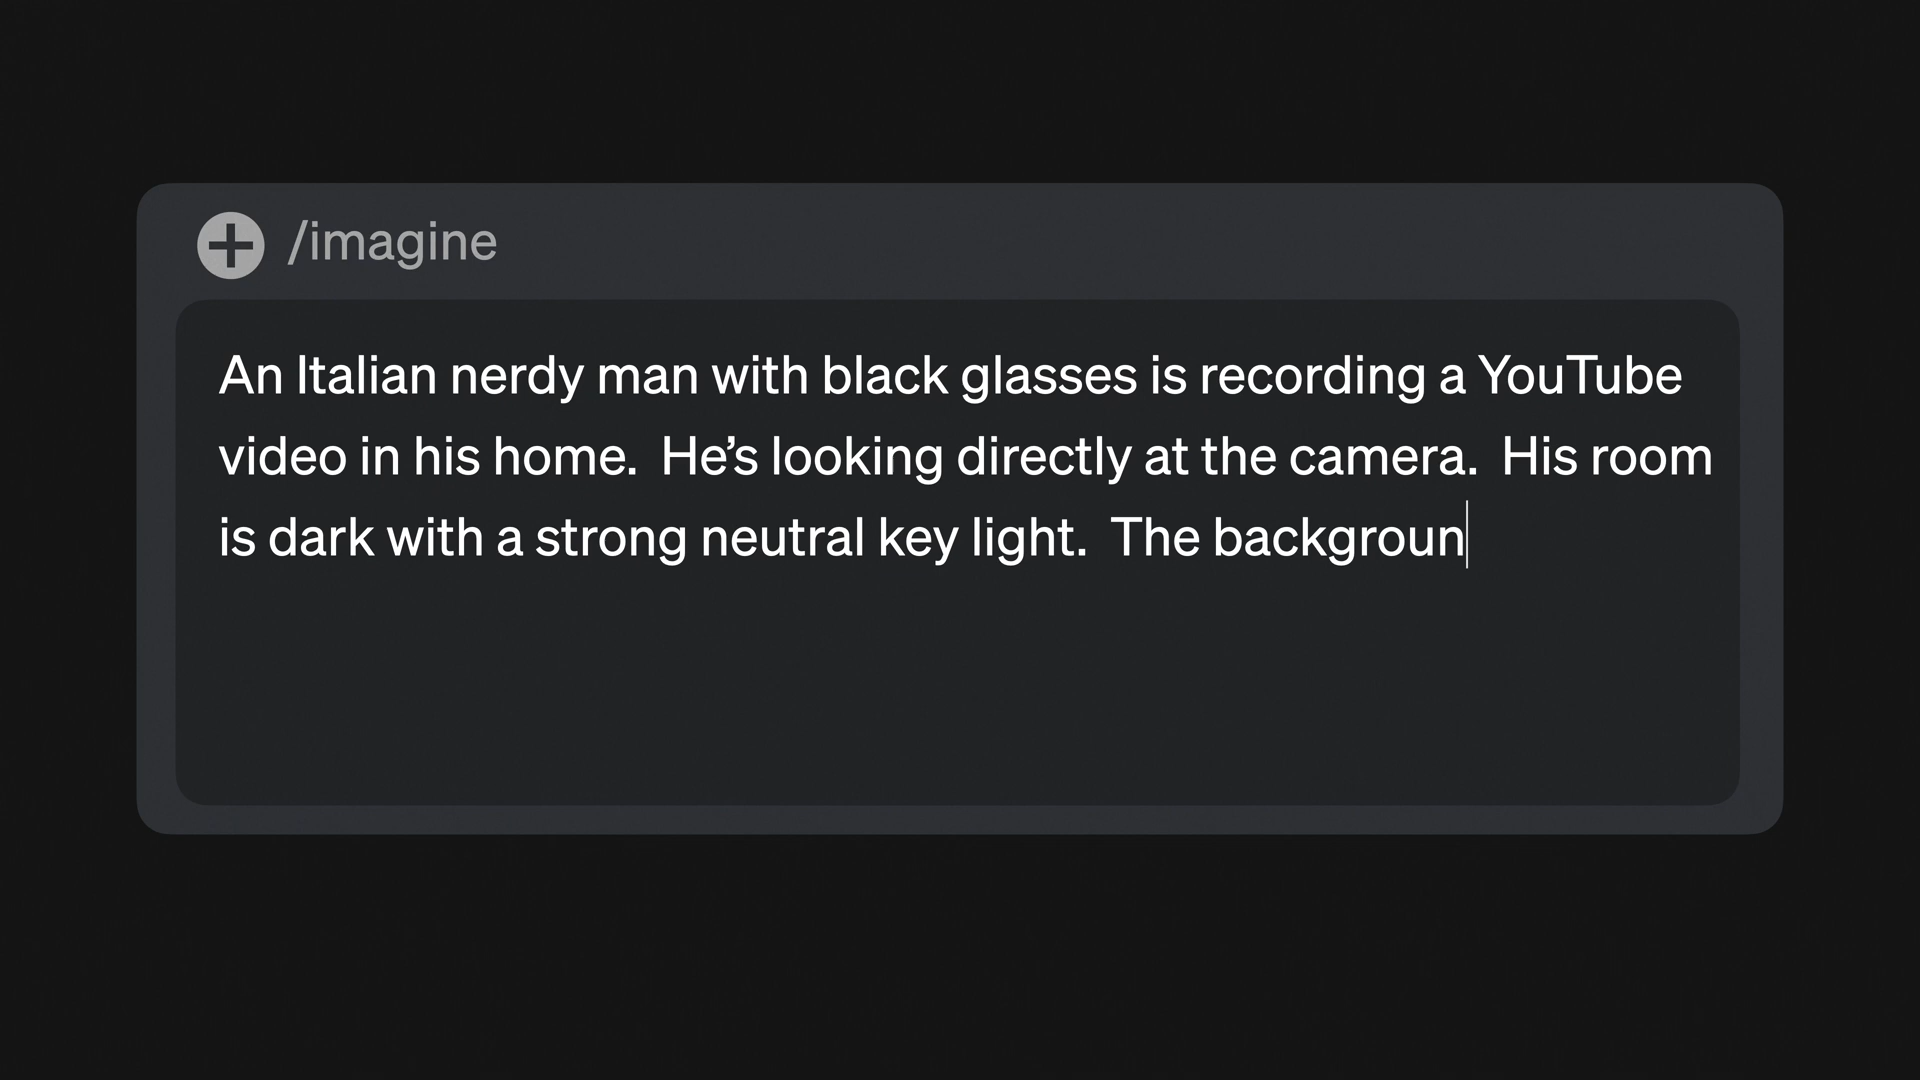 /imagine
An Italian nerdy man with black glasses is recording a YouTube
video in his home.  He’s looking directly at the camera.  His room
is dark with a strong neutral key light.  The backgroun